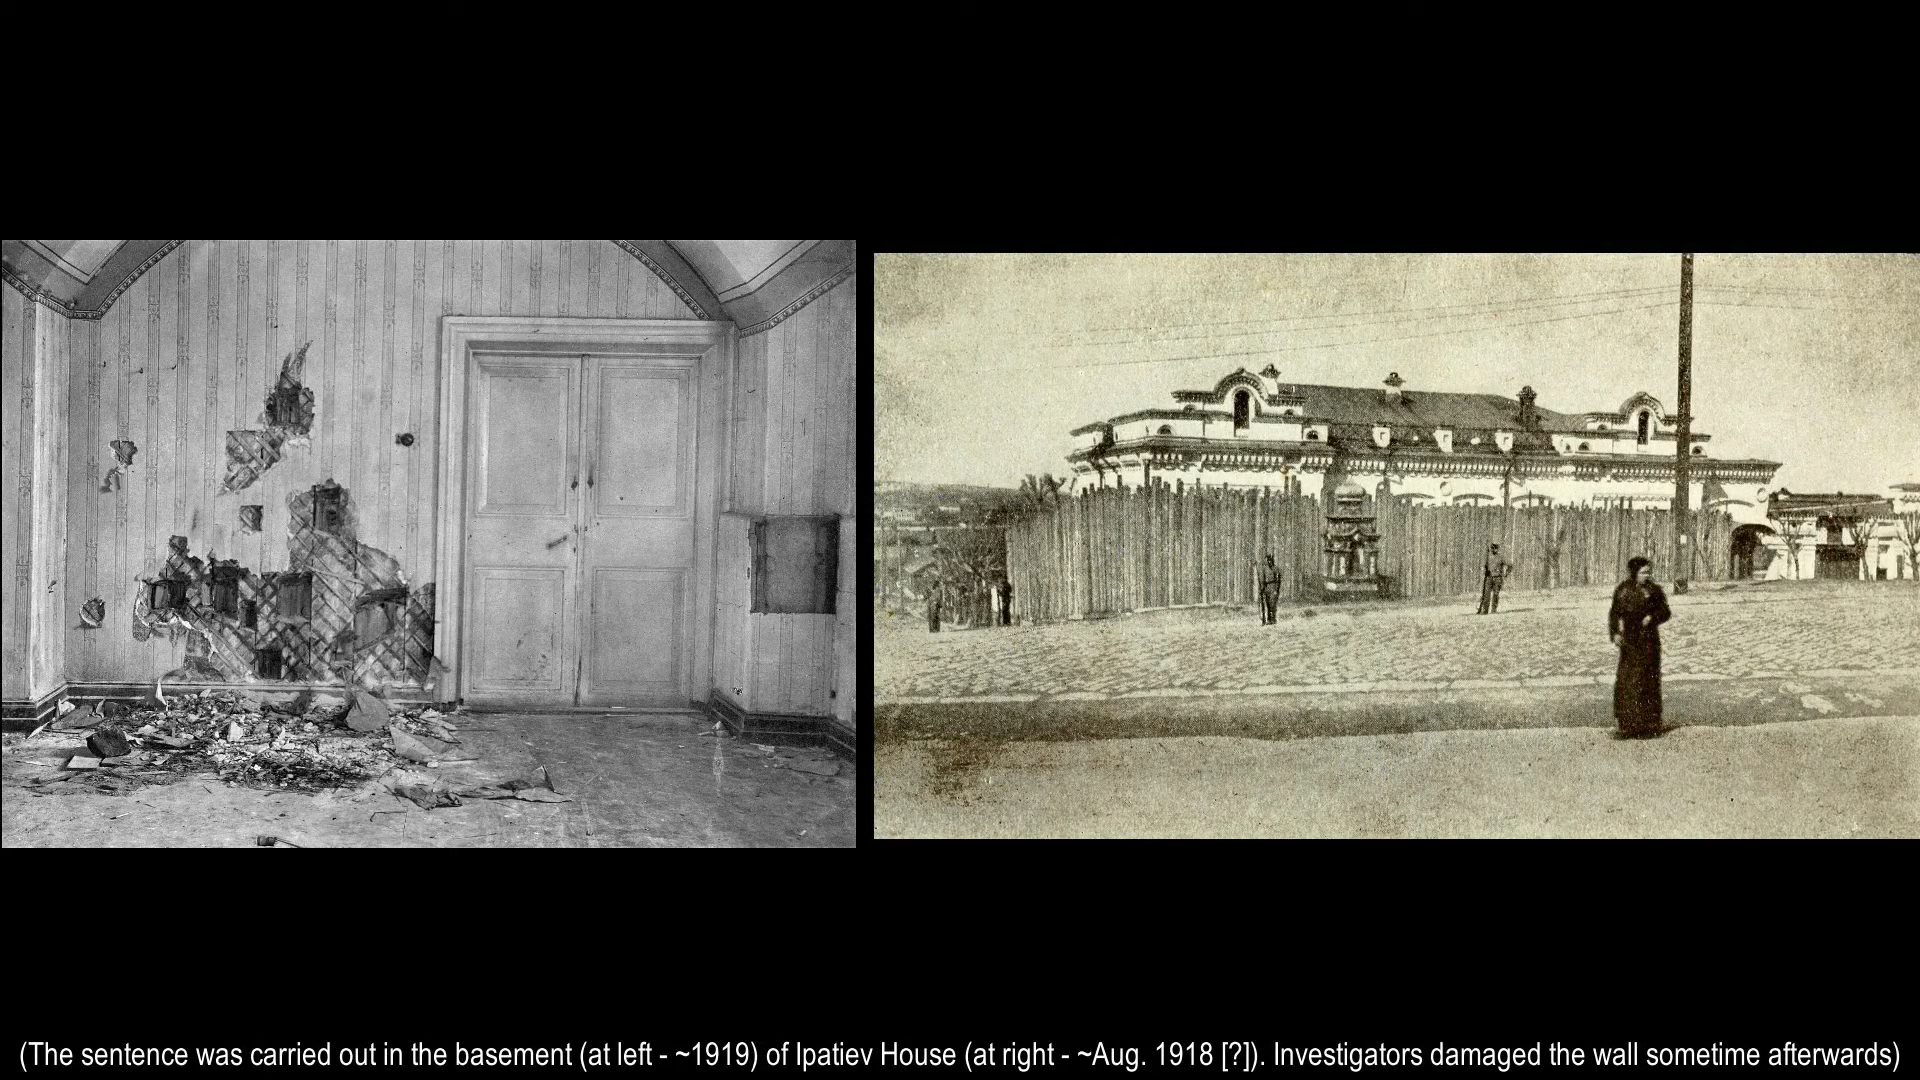 (The sentence was carried out in the basement (at left - ~1919) of Ipatiev House (at right - ~Aug. 1918 [?]). Investigators damaged the wall sometime afterwards)